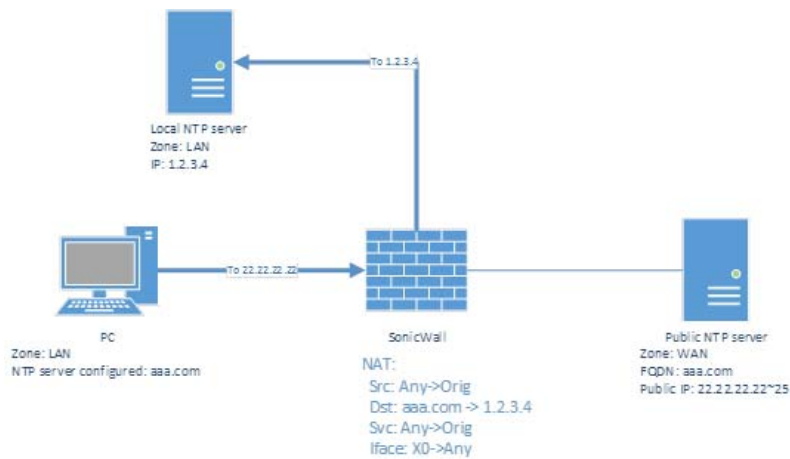 To 1.2.3.4
Local NTP server
Zone: LAN
IP: 1.2.3.4
To 22.22.22.22
PC
Zone: LAN
NTP server configured: aaa.com
SonicWall
NAT:
Src: Any->Orig
Dst: aaa.com -> 1.2.3.4
Svc: Any->Orig
Iface: X0->Any
Public NTP server
Zone: WAN
FQDN: aaa.com
Public IP: 22.22.22.22~25